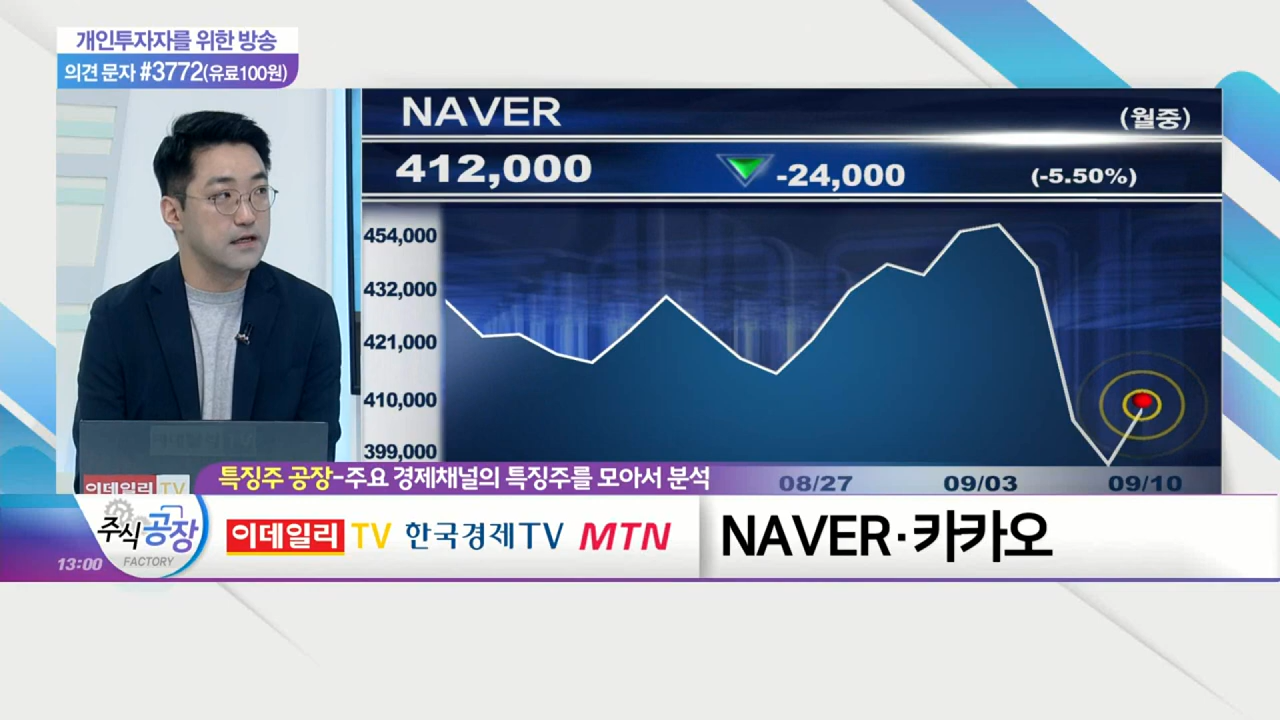 개인투자자를 위한 방송
의견 문자 #3772(유료100원)
NAVER
(월중)
412,000
-24,000
(-5.50%)
454,000
432,000
421,000
410,000
399,000
08/27
09/03
09/10
이데일리 TV
특징주 공장-주요 경제채널의 특징주를 모아서 분석
주식 공장
FACTORY
13:00
이데일리 TV 한국경제TV MTN
NAVER·카카오